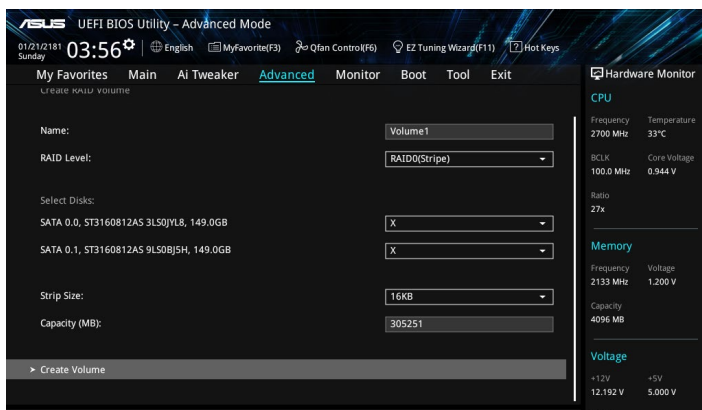 ASUS UEFI BIOS Utility – Advanced Mode
01/21/2181 Sunday 03:56 English MyFavorite(F3) Qfan Control(F6) EZ Tuning Wizard(F11) ? Hot Keys
My Favorites Main Ai Tweaker Advanced Monitor Boot Tool Exit
Create RAID Volume
Name: Volume1
RAID Level: RAID0(Stripe)
Select Disks:
SATA 0.0, ST3160812AS 3LS0JYL8, 149.0GB X
SATA 0.1, ST3160812AS 9LS0BJ5H, 149.0GB X
Strip Size: 16KB
Capacity (MB): 305251
> Create Volume
Hardware Monitor
CPU
Frequency Temperature
2700 MHz 33°C
BCLK Core Voltage
100.0 MHz 0.944 V
Ratio
27x
Memory
Frequency Voltage
2133 MHz 1.200 V
Capacity
4096 MB
Voltage
+12V +5V
12.192 V 5.000 V